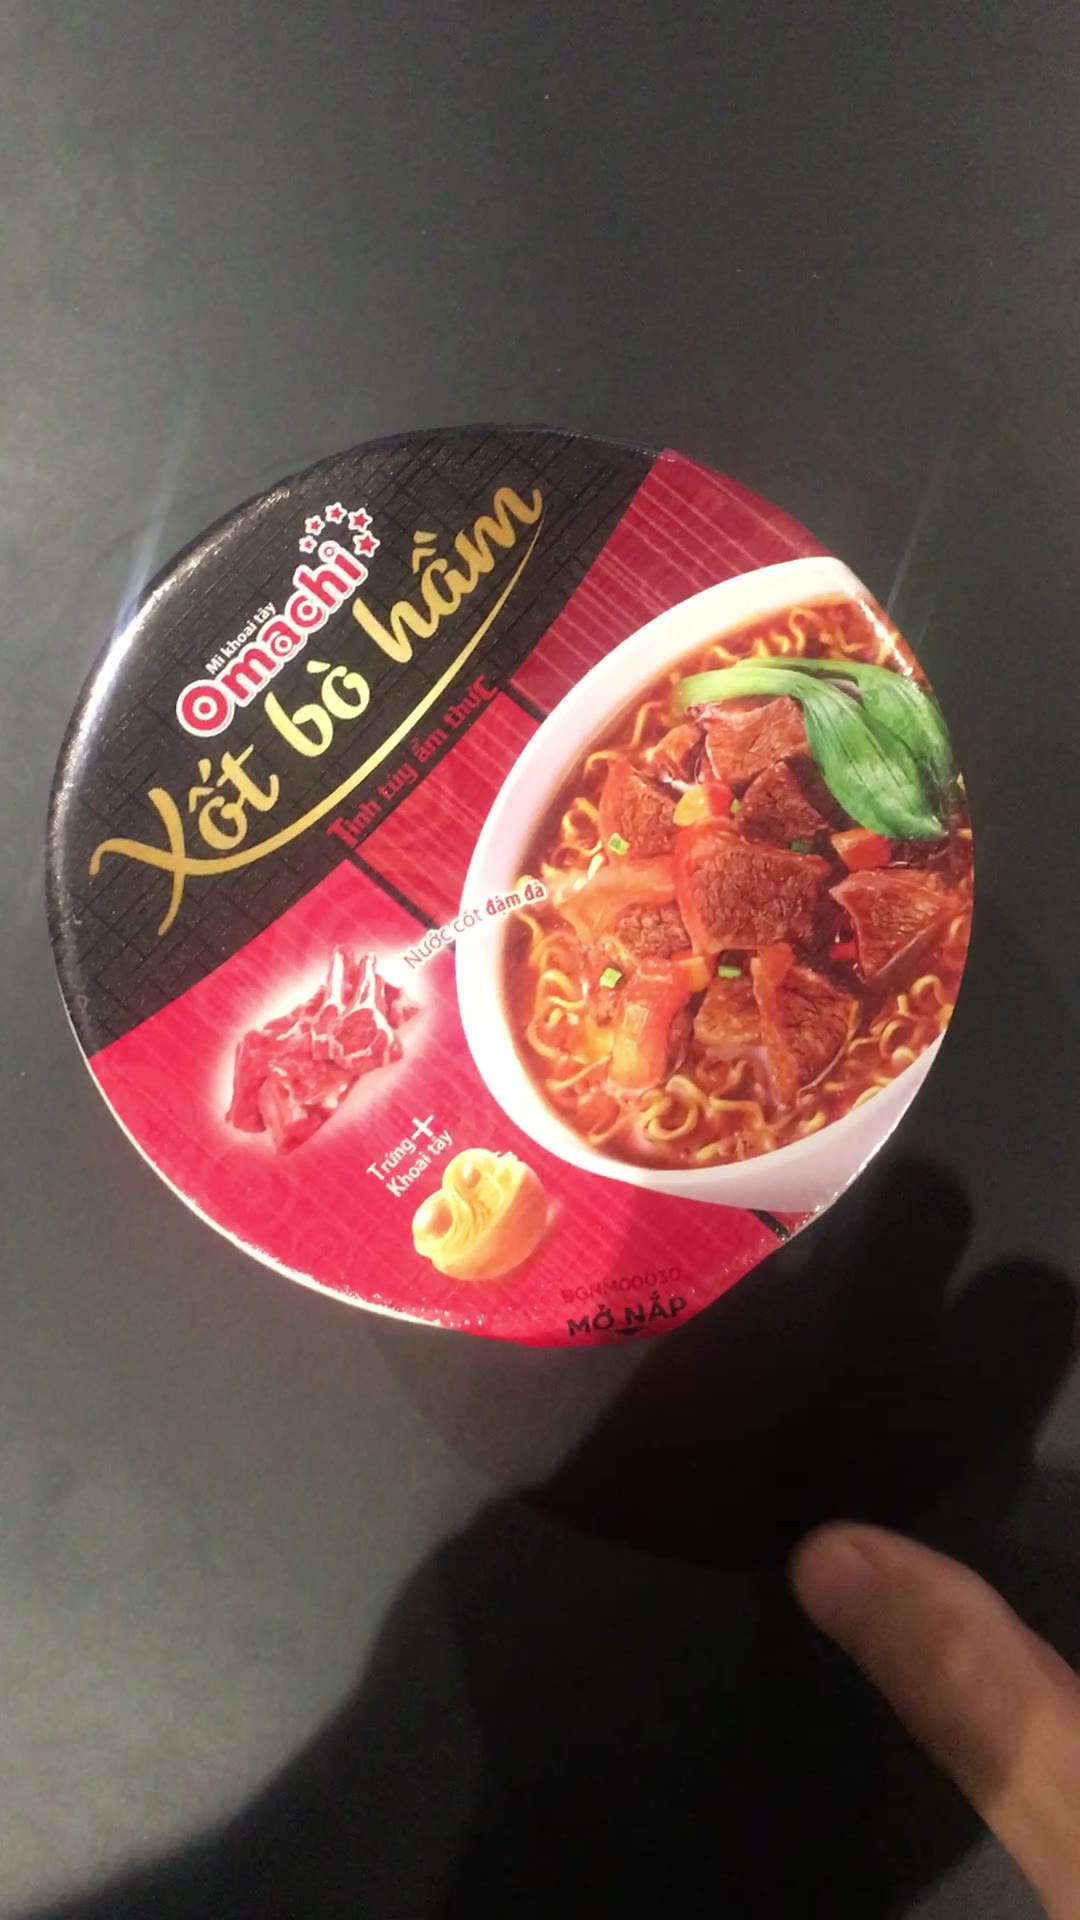 Mì khoai tây
Omachi
Xốt bò hầm
Tinh túy ẩm thực
Nước cốt đậm đà
Trứng+
Khoai tây
BGNM00030
MỞ NẮP